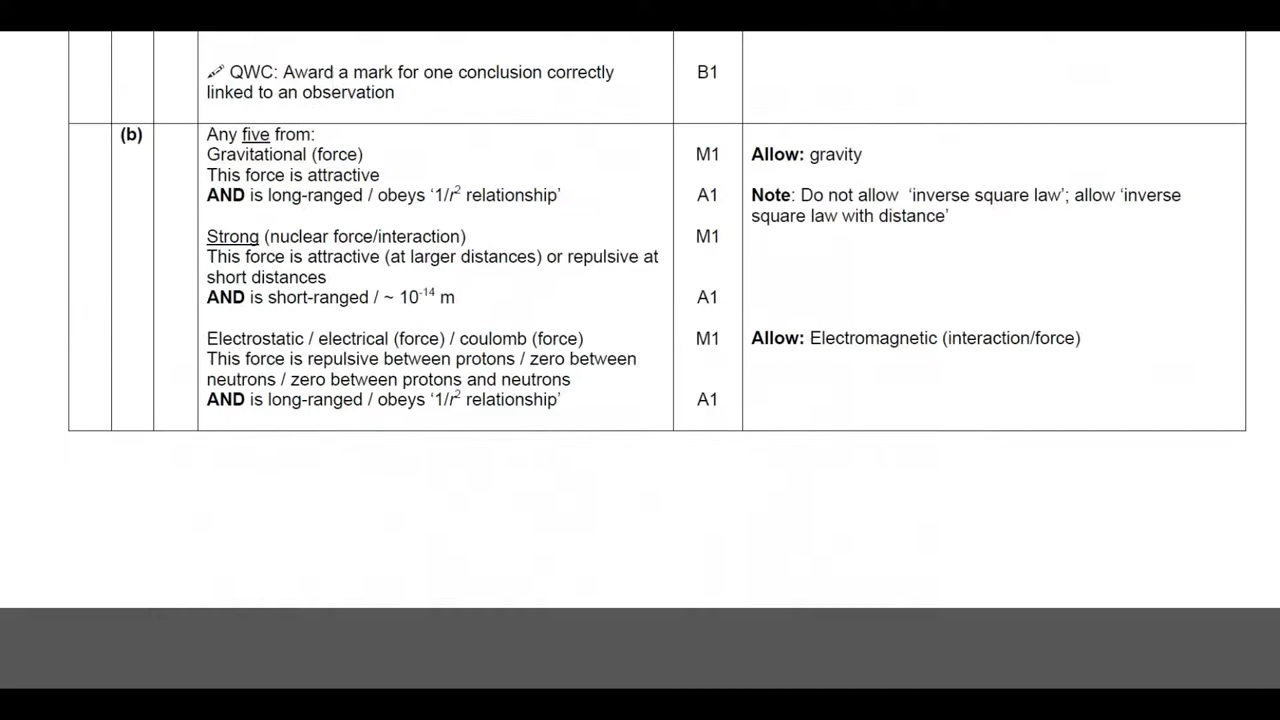 QWC: Award a mark for one conclusion correctly
linked to an observation
B1
(b)
Any five from:
Gravitational (force)
M1
Allow: gravity
This force is attractive
AND is long-ranged / obeys ‘1/r² relationship’
A1
Note: Do not allow ‘inverse square law’; allow ‘inverse
square law with distance’
Strong (nuclear force/interaction)
M1
This force is attractive (at larger distances) or repulsive at
short distances
AND is short-ranged / ~ 10⁻¹⁴ m
A1
Electrostatic / electrical (force) / coulomb (force)
M1
Allow: Electromagnetic (interaction/force)
This force is repulsive between protons / zero between
neutrons / zero between protons and neutrons
AND is long-ranged / obeys ‘1/r² relationship’
A1